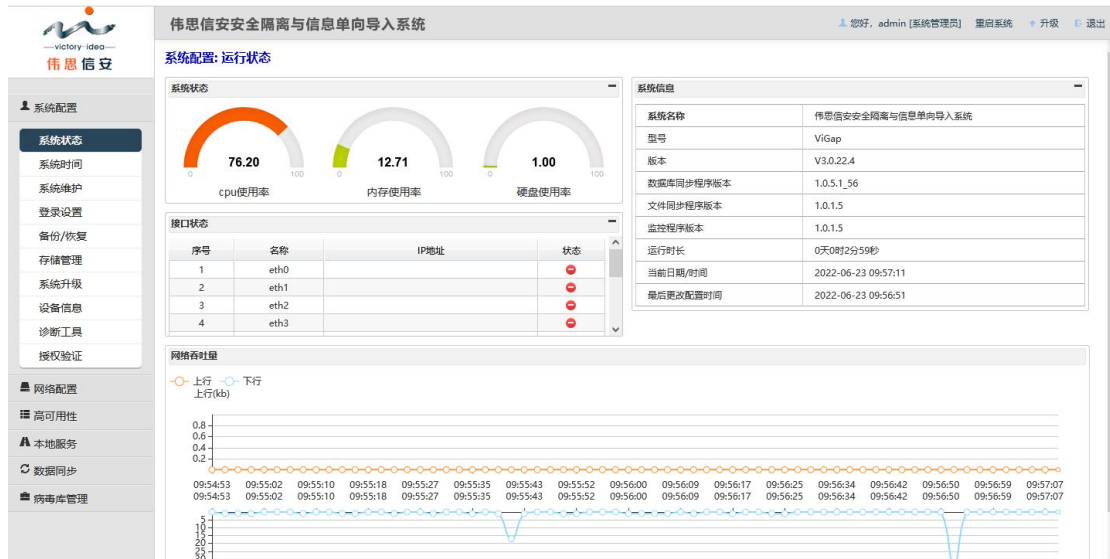 victory-idea
伟思信安
伟思信安安全隔离与信息单向导入系统
您好，admin [系统管理员] 重启系统 升级 退出
系统配置: 运行状态
系统配置
系统状态
系统时间
系统维护
登录设置
备份/恢复
存储管理
系统升级
设备信息
诊断工具
授权验证
网络配置
高可用性
本地服务
数据同步
病毒库管理
系统状态
76.20 12.71 1.00
0 100 0 100 0 100
cpu使用率 内存使用率 硬盘使用率
接口状态
序号 名称 IP地址 状态
1 eth0
2 eth1
3 eth2
4 eth3
系统信息
系统名称 伟思信安安全隔离与信息单向导入系统
型号 ViGap
版本 V3.0.22.4
数据库同步程序版本 1.0.5.1_56
文件同步程序版本 1.0.1.5
监控程序版本 1.0.1.5
运行时长 0天0时2分59秒
当前日期/时间 2022-06-23 09:57:11
最后更改配置时间 2022-06-23 09:56:51
网络吞吐量
上行 下行
上行(kb)
0.8
0.6
0.4
0.2
09:54:53 09:55:02 09:55:10 09:55:18 09:55:27 09:55:35 09:55:43 09:55:52 09:56:00 09:56:09 09:56:17 09:56:25 09:56:34 09:56:42 09:56:50 09:56:59 09:57:07
09:54:53 09:55:02 09:55:10 09:55:18 09:55:27 09:55:35 09:55:43 09:55:52 09:56:00 09:56:09 09:56:17 09:56:25 09:56:34 09:56:42 09:56:50 09:56:59 09:57:07
5
10
15
20
25
30